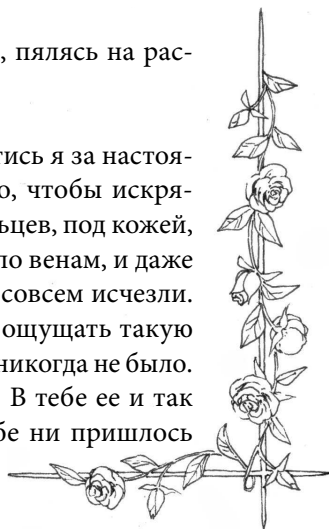 , пялясь на рас-
тись я за настоя-
о, чтобы искря-
льцев, под кожей,
по венам, и даже
совсем исчезли.
ощущать такую
никогда не было.
В тебе ее и так
бе ни пришлось